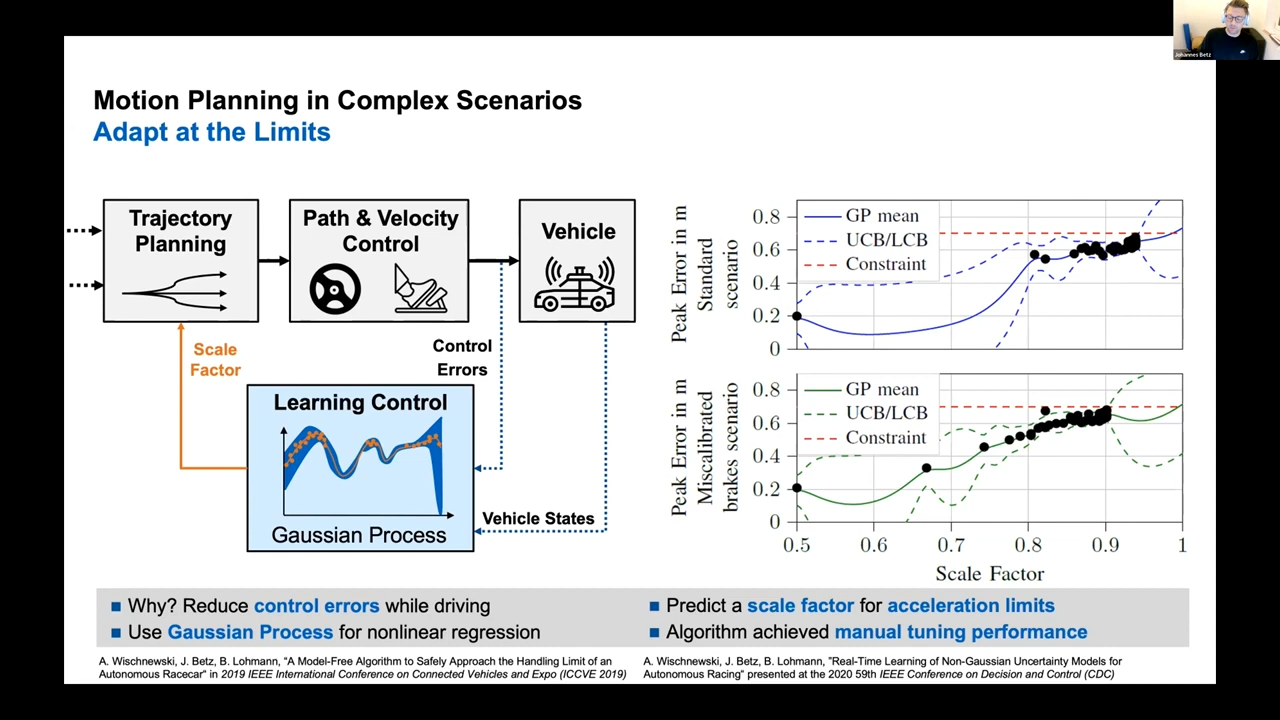 Johannes Betz
Motion Planning in Complex Scenarios
Adapt at the Limits
Trajectory
Planning
Path & Velocity
Control
Vehicle
Scale
Factor
Control
Errors
Learning Control
Gaussian Process
Vehicle States
Peak Error in m
Standard
scenario
0.8
0.6
0.4
0.2
0
GP mean
UCB/LCB
Constraint
Peak Error in m
Miscalibrated
brakes scenario
0.8
0.6
0.4
0.2
0
GP mean
UCB/LCB
Constraint
0.5 0.6 0.7 0.8 0.9 1
Scale Factor
Why? Reduce control errors while driving
Use Gaussian Process for nonlinear regression
Predict a scale factor for acceleration limits
Algorithm achieved manual tuning performance
A. Wischnewski, J. Betz, B. Lohmann, "A Model-Free Algorithm to Safely Approach the Handling Limit of an
Autonomous Racecar" in 2019 IEEE International Conference on Connected Vehicles and Expo (ICCVE 2019)
A. Wischnewski, J. Betz, B. Lohmann, "Real-Time Learning of Non-Gaussian Uncertainty Models for
Autonomous Racing" presented at the 2020 59th IEEE Conference on Decision and Control (CDC)